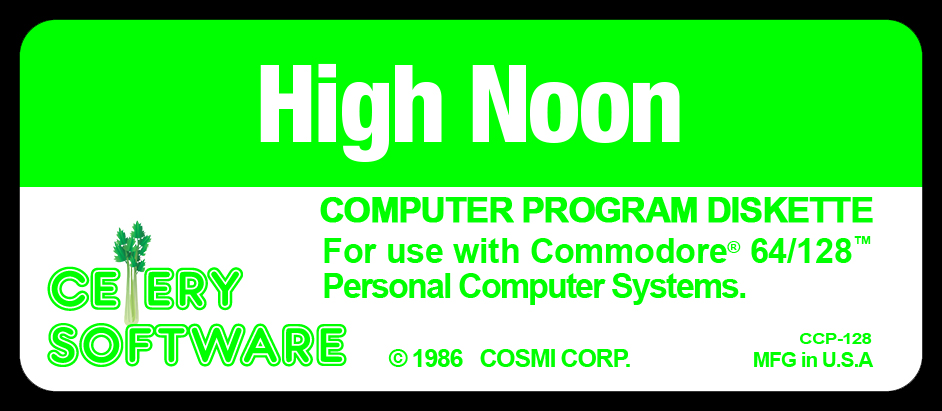 High Noon
COMPUTER PROGRAM DISKETTE
For use with Commodore® 64/128™
Personal Computer Systems.
CELERY
SOFTWARE
© 1986 COSMI CORP.
CCP-128
MFG in U.S.A